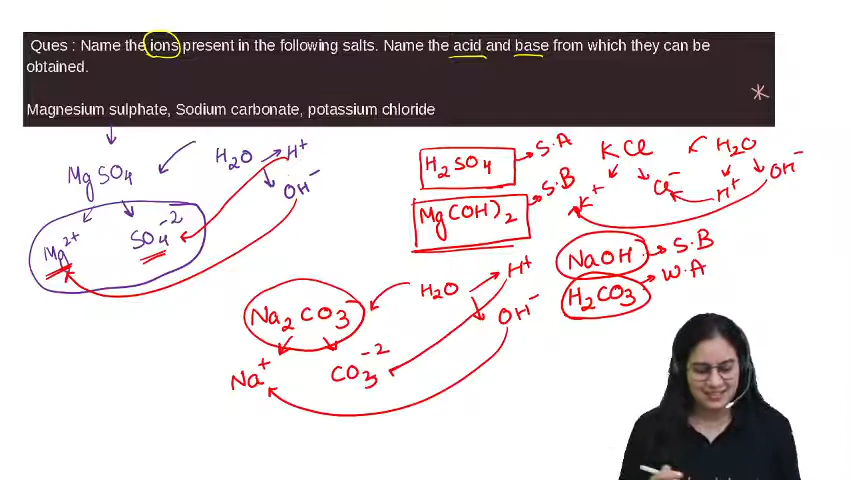 Ques : Name the ions present in the following salts. Name the acid and base from which they can be
obtained.
Magnesium sulphate, Sodium carbonate, potassium chloride
MgSO₄
H₂O
H⁺
OH⁻
Mg²⁺
SO₄⁻²
H₂SO₄
S.A
Mg(OH)₂
S.B
KCl
H₂O
K⁺
Cl⁻
H⁺
OH⁻
NaOH
S.B
H₂CO₃
W.A
Na₂CO₃
H₂O
H⁺
OH⁻
Na⁺
CO₃⁻²